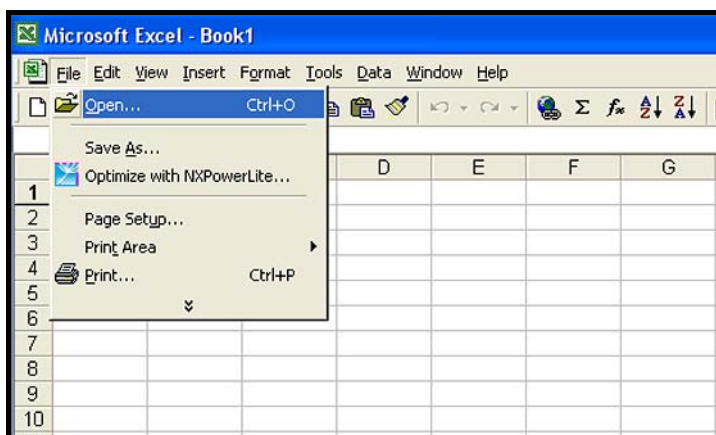 Microsoft Excel - Book1
File Edit View Insert Format Tools Data Window Help
Open... Ctrl+O
Save As...
Optimize with NXPowerLite...
Page Setup...
Print Area
Print... Ctrl+P
Σ fx A Z Z A
D E F G
1
2
3
4
5
6
7
8
9
10